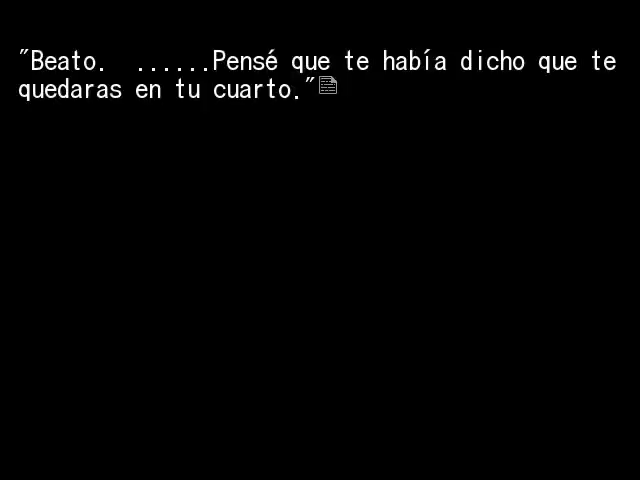 "Beato.  ......Pensé que te había dicho que te
quedaras en tu cuarto."